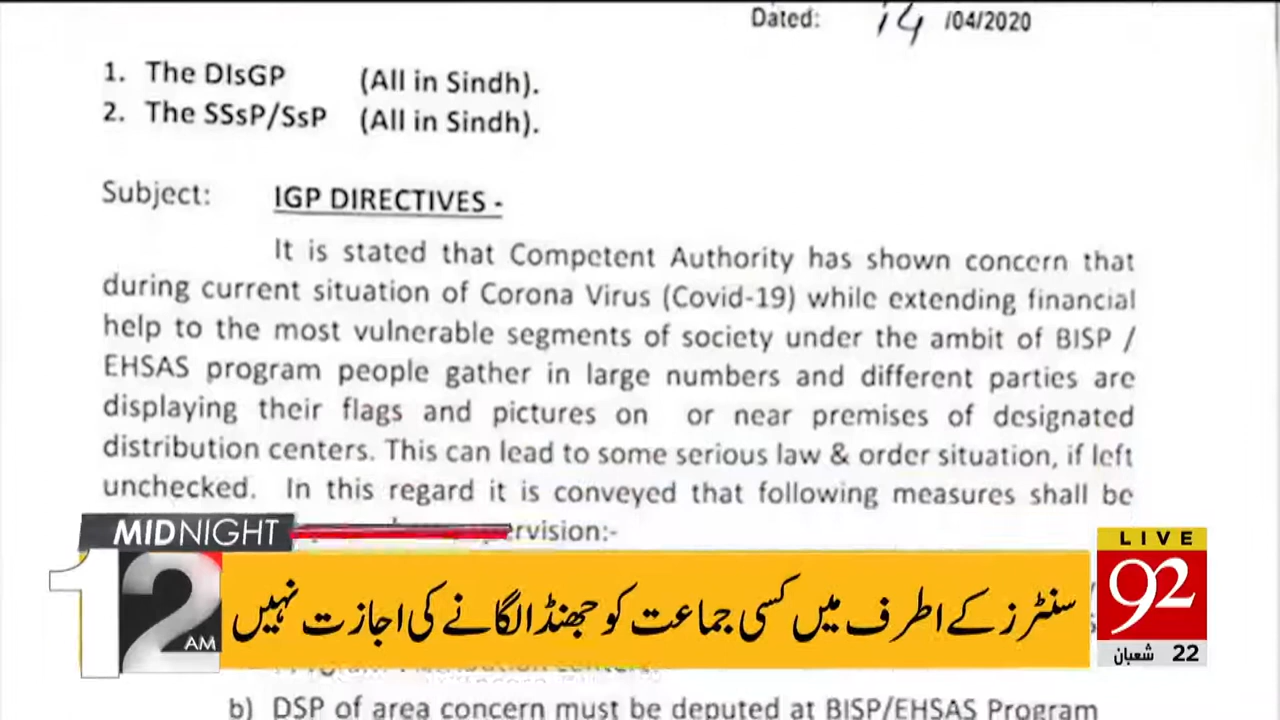 Dated: 14 /04/2020
1. The DIsGP (All in Sindh).
2. The SSsP/SsP (All in Sindh).
Subject: IGP DIRECTIVES -
It is stated that Competent Authority has shown concern that
during current situation of Corona Virus (Covid-19) while extending financial
help to the most vulnerable segments of society under the ambit of BISP /
EHSAS program people gather in large numbers and different parties are
displaying their flags and pictures on or near premises of designated
distribution centers. This can lead to some serious law & order situation, if left
unchecked. In this regard it is conveyed that following measures shall be
MIDNIGHT
12 AM
سنٹرز کے اطرف میں کسی جماعت کو جھنڈا لگانے کی اجازت نہیں
LIVE
92
22 شعبان
b) DSP of area concern must be deputed at BISP/EHSAS Program